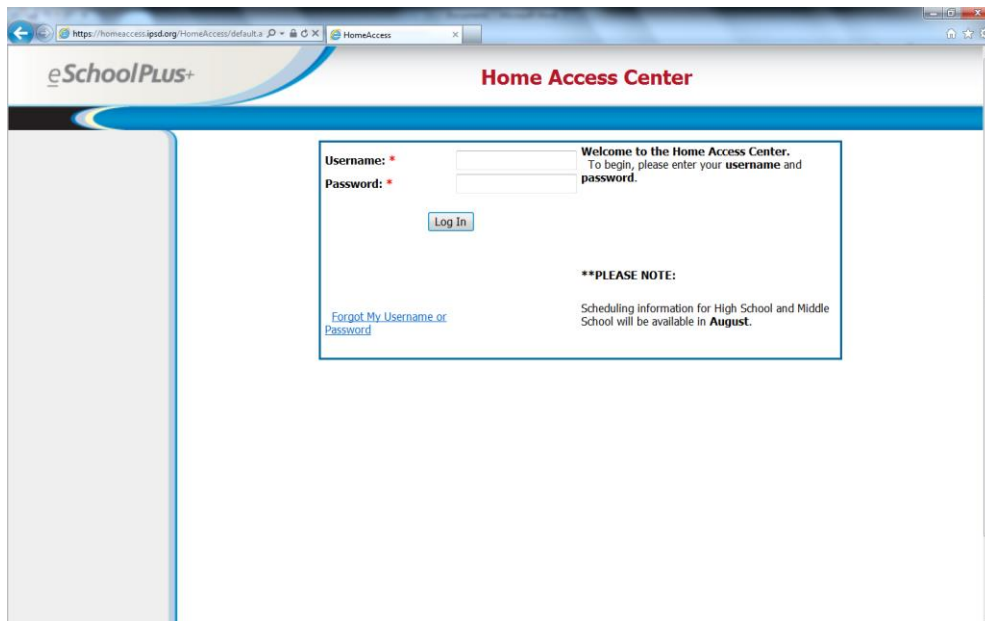 https://homeaccess.ipsd.org/HomeAccess/default.a
HomeAccess
eSchoolPLUS+
Home Access Center
Username: *
Password: *
Log In
Forgot My Username or
Password
Welcome to the Home Access Center.
To begin, please enter your username and
password.
**PLEASE NOTE:
Scheduling information for High School and Middle
School will be available in August.